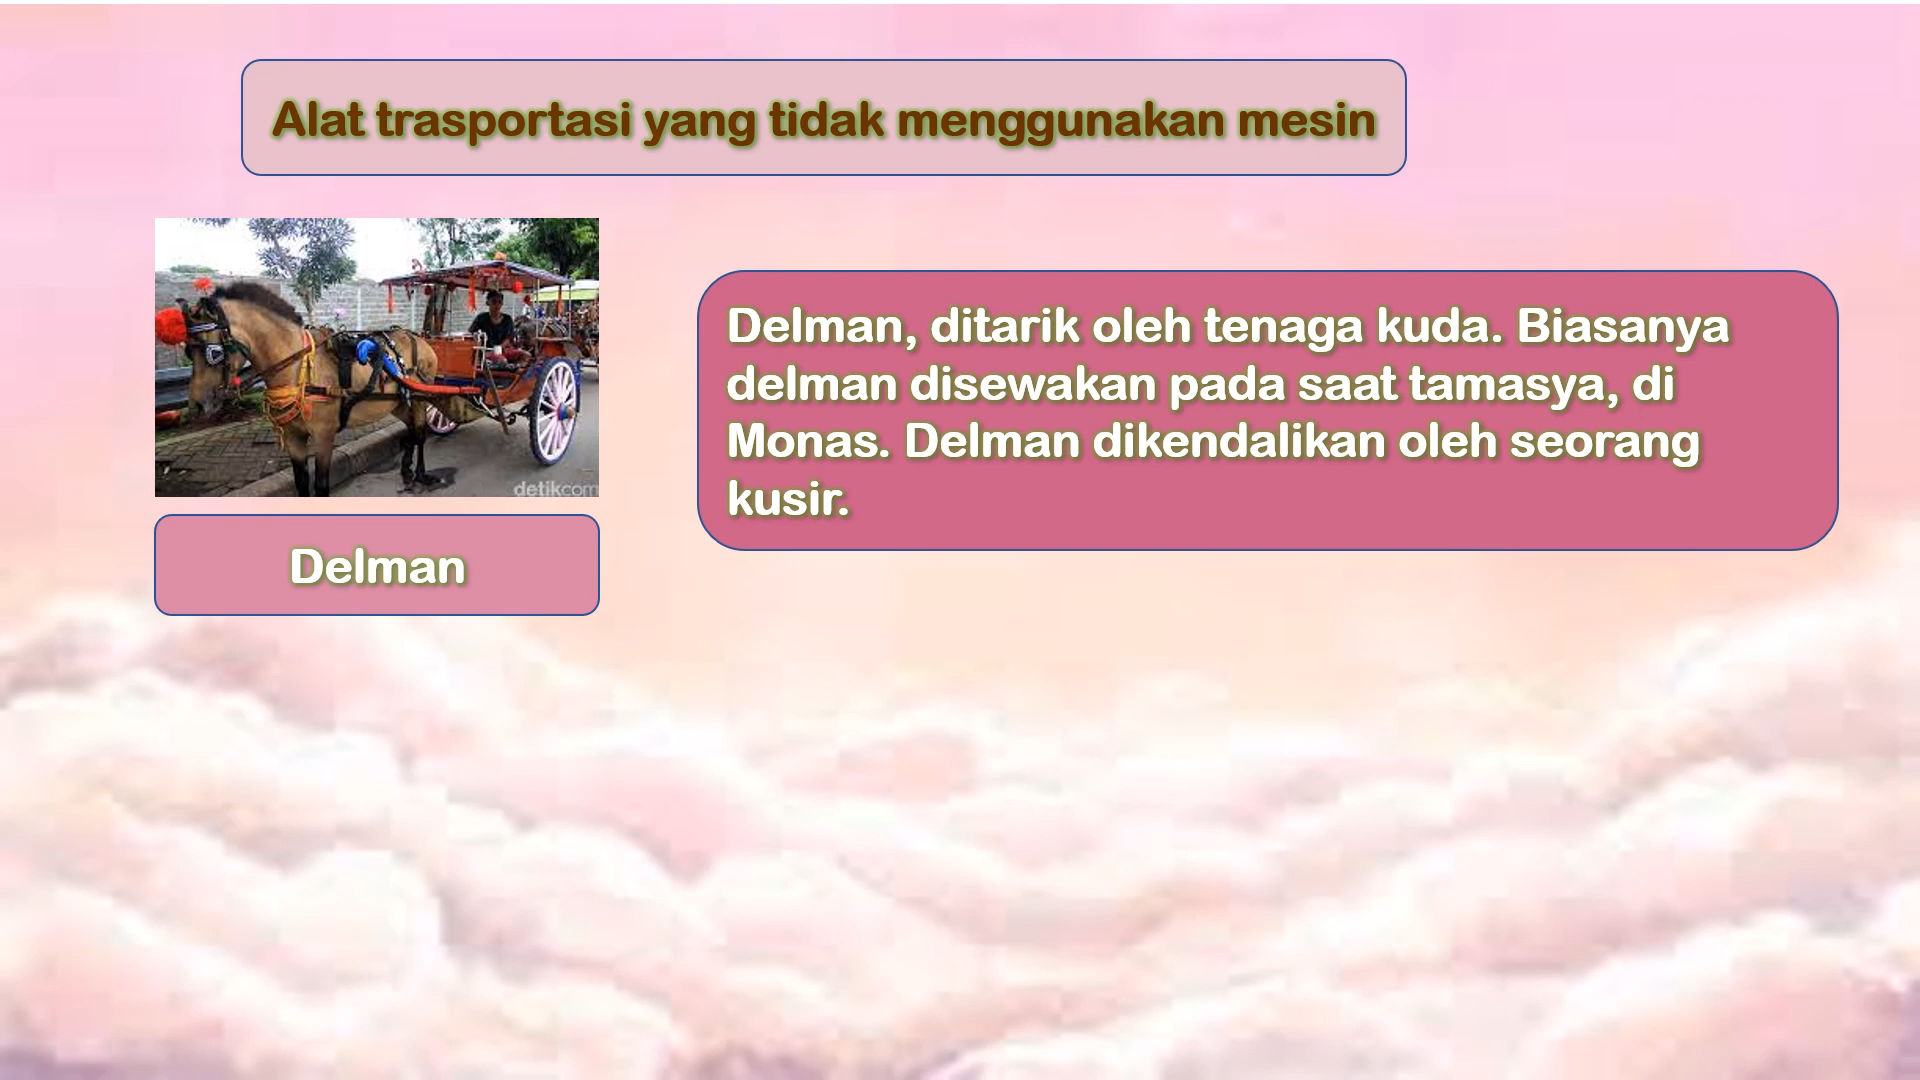 Alat trasportasi yang tidak menggunakan mesin
detikcom
Delman
Delman, ditarik oleh tenaga kuda. Biasanya
delman disewakan pada saat tamasya, di
Monas. Delman dikendalikan oleh seorang
kusir.